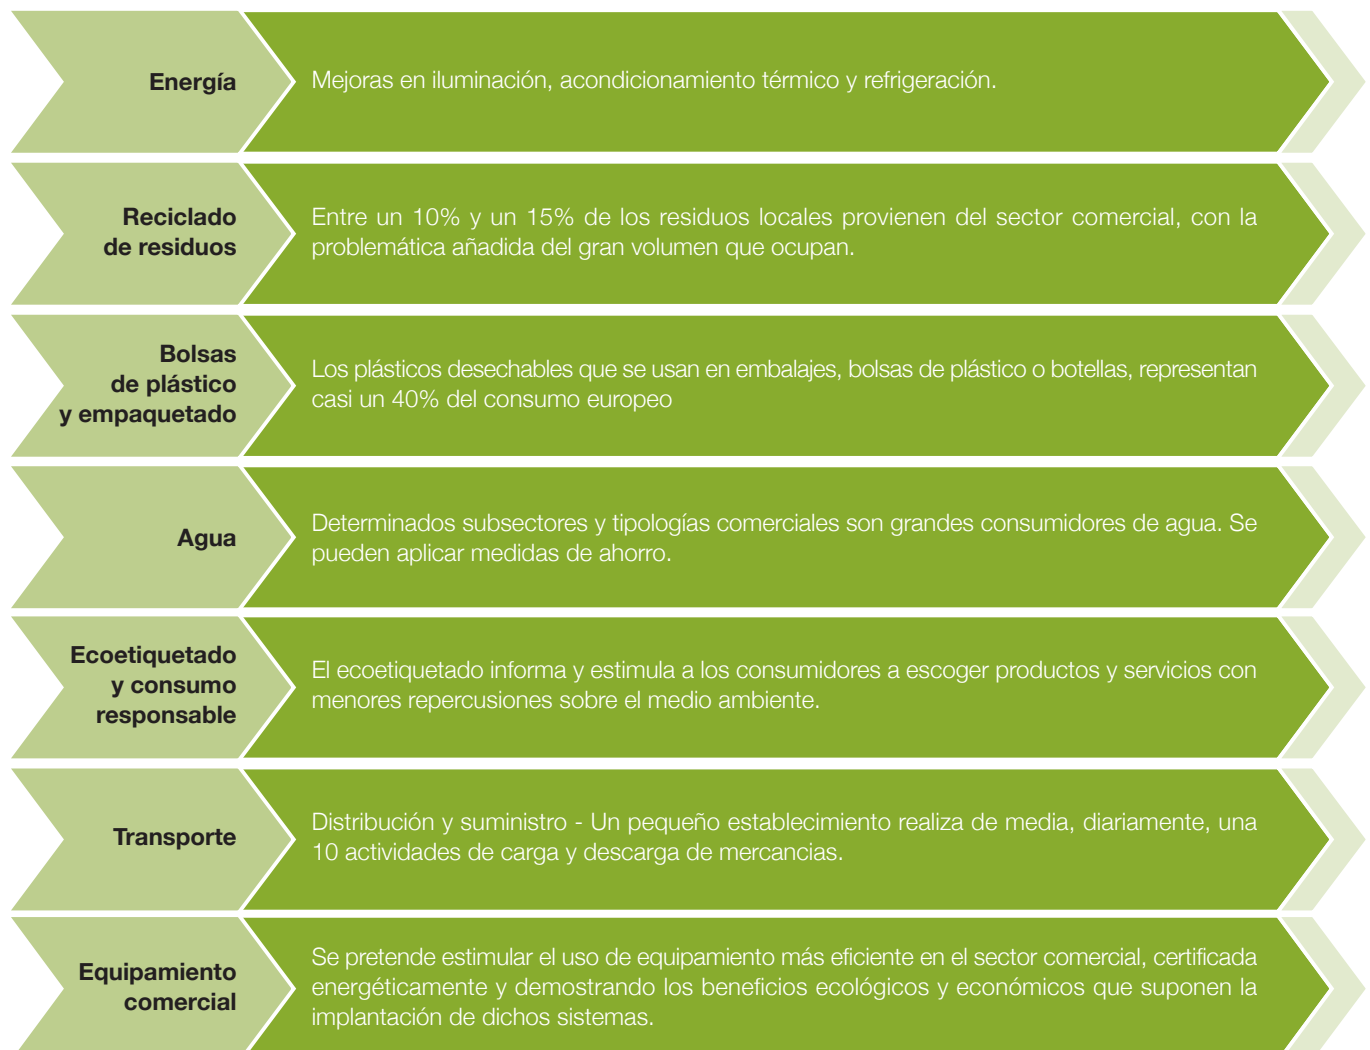 Energía
Mejoras en iluminación, acondicionamiento térmico y refrigeración.
Reciclado
de residuos
Entre un 10% y un 15% de los residuos locales provienen del sector comercial, con la
problemática añadida del gran volumen que ocupan.
Bolsas
de plástico
y empaquetado
Los plásticos desechables que se usan en embalajes, bolsas de plástico o botellas, representan
casi un 40% del consumo europeo
Agua
Determinados subsectores y tipologías comerciales son grandes consumidores de agua. Se
pueden aplicar medidas de ahorro.
Ecoetiquetado
y consumo
responsable
El ecoetiquetado informa y estimula a los consumidores a escoger productos y servicios con
menores repercusiones sobre el medio ambiente.
Transporte
Distribución y suministro - Un pequeño establecimiento realiza de media, diariamente, una
10 actividades de carga y descarga de mercancias.
Equipamiento
comercial
Se pretende estimular el uso de equipamiento más eficiente en el sector comercial, certificada
energéticamente y demostrando los beneficios ecológicos y económicos que suponen la
implantación de dichos sistemas.